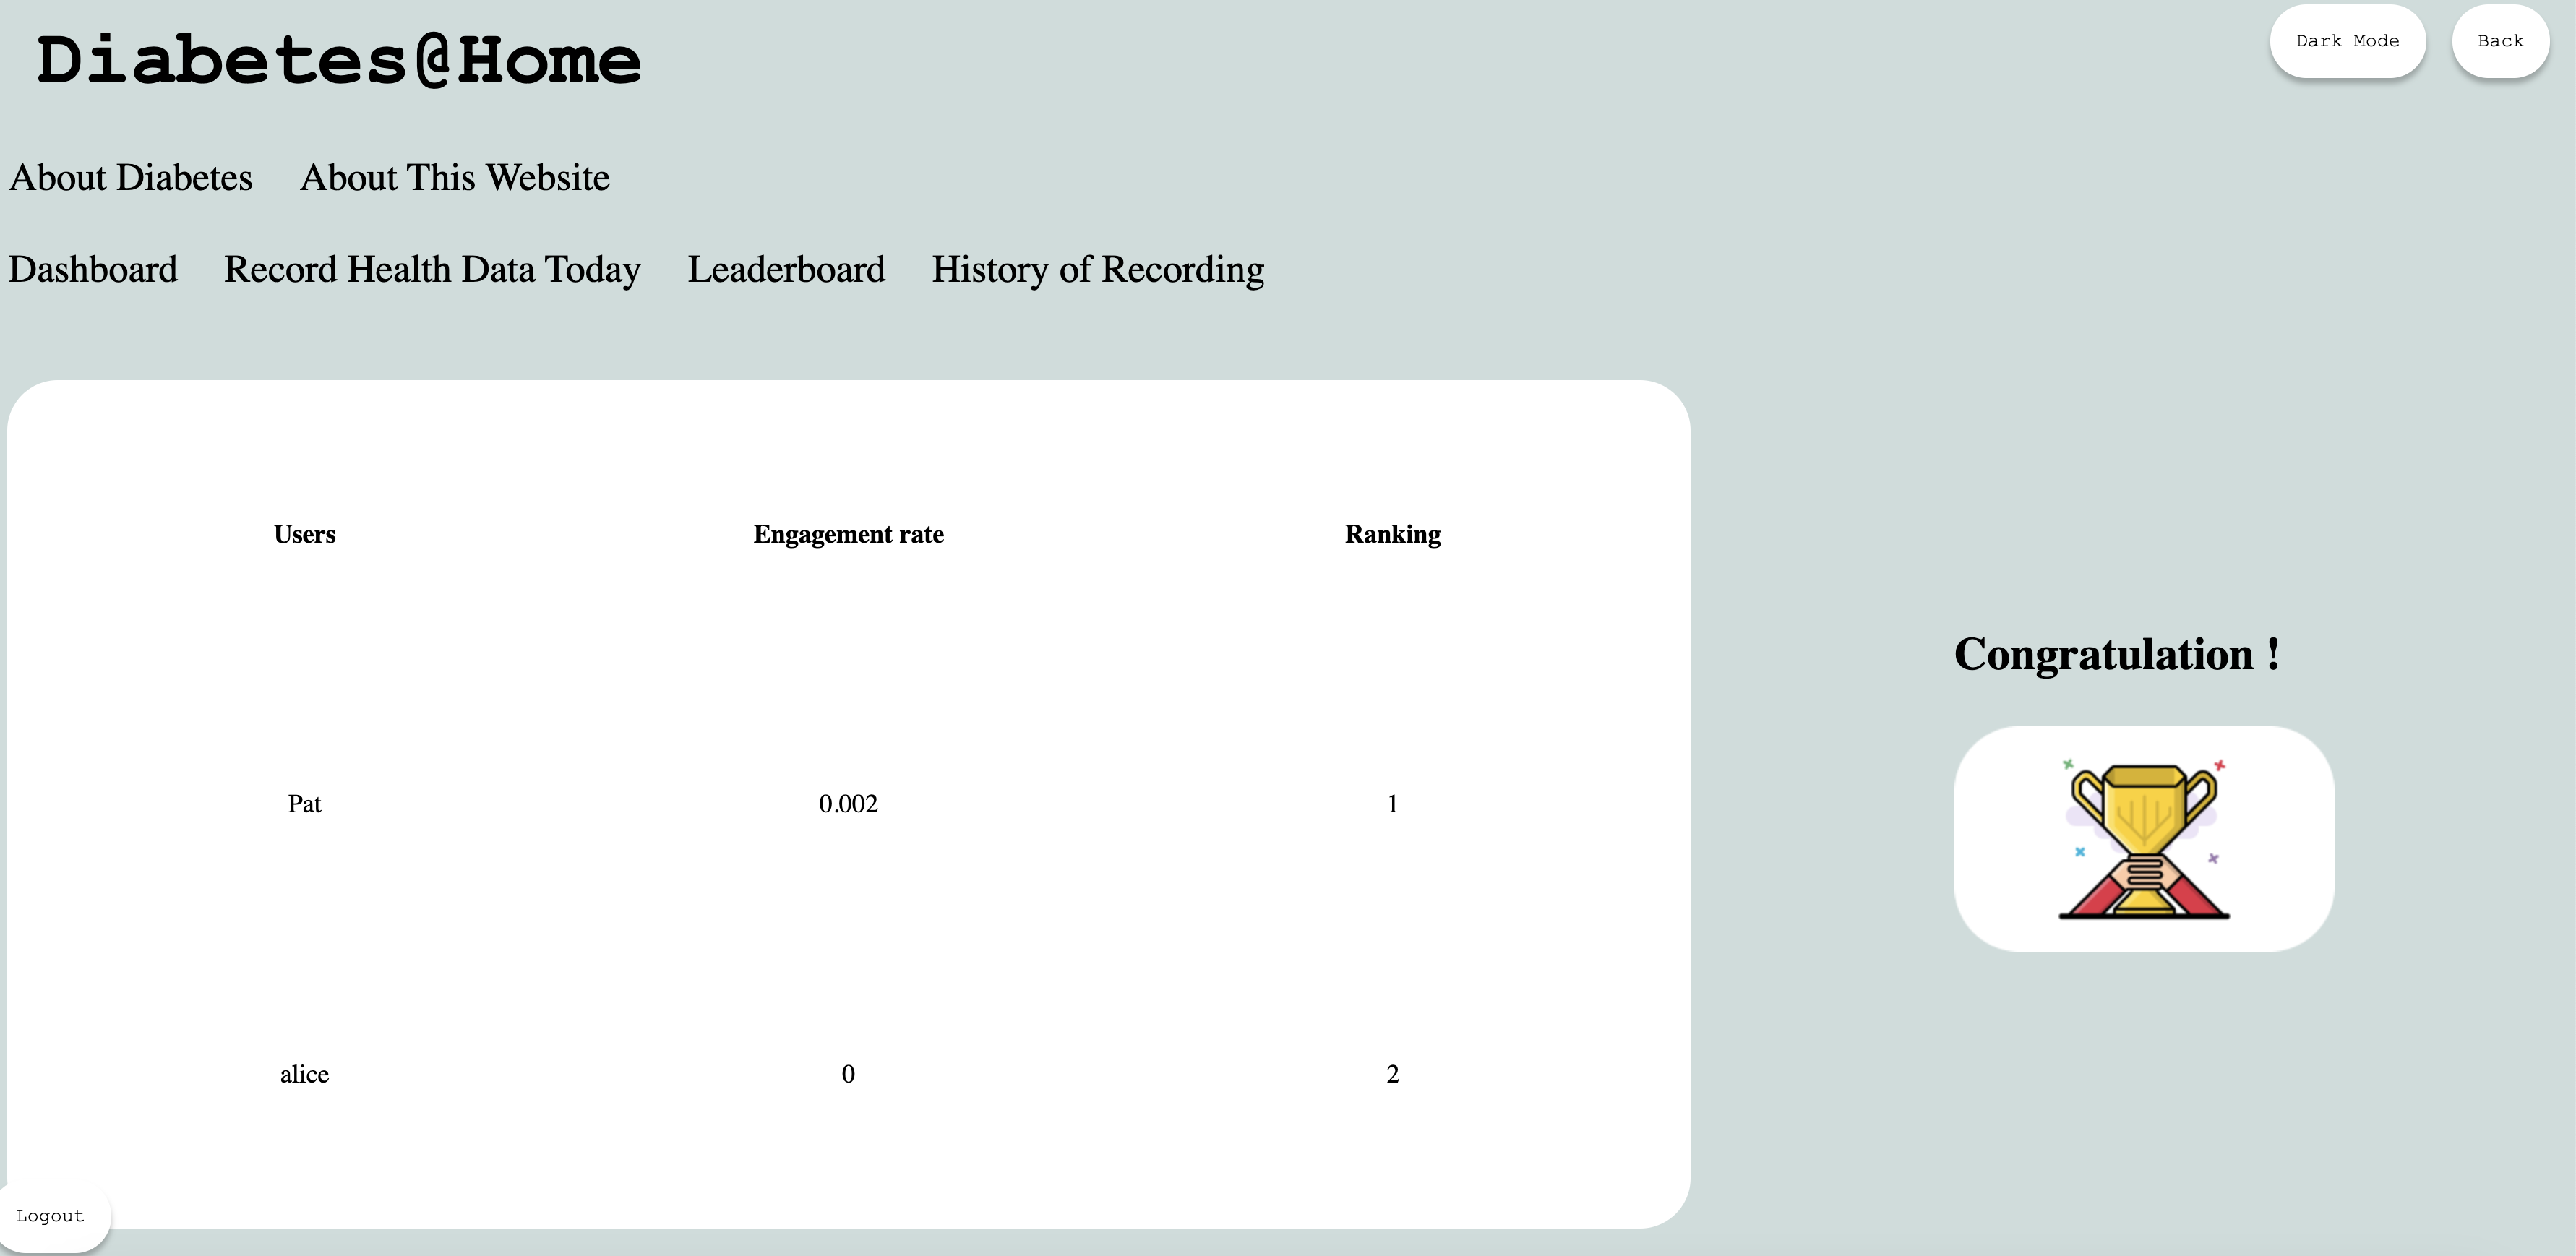 Diabetes@Home
Dark Mode
Back
About Diabetes About This Website
Dashboard Record Health Data Today Leaderboard History of Recording
Users Engagement rate Ranking
Pat 0.002 1
alice 0 2
Congratulation !
Logout